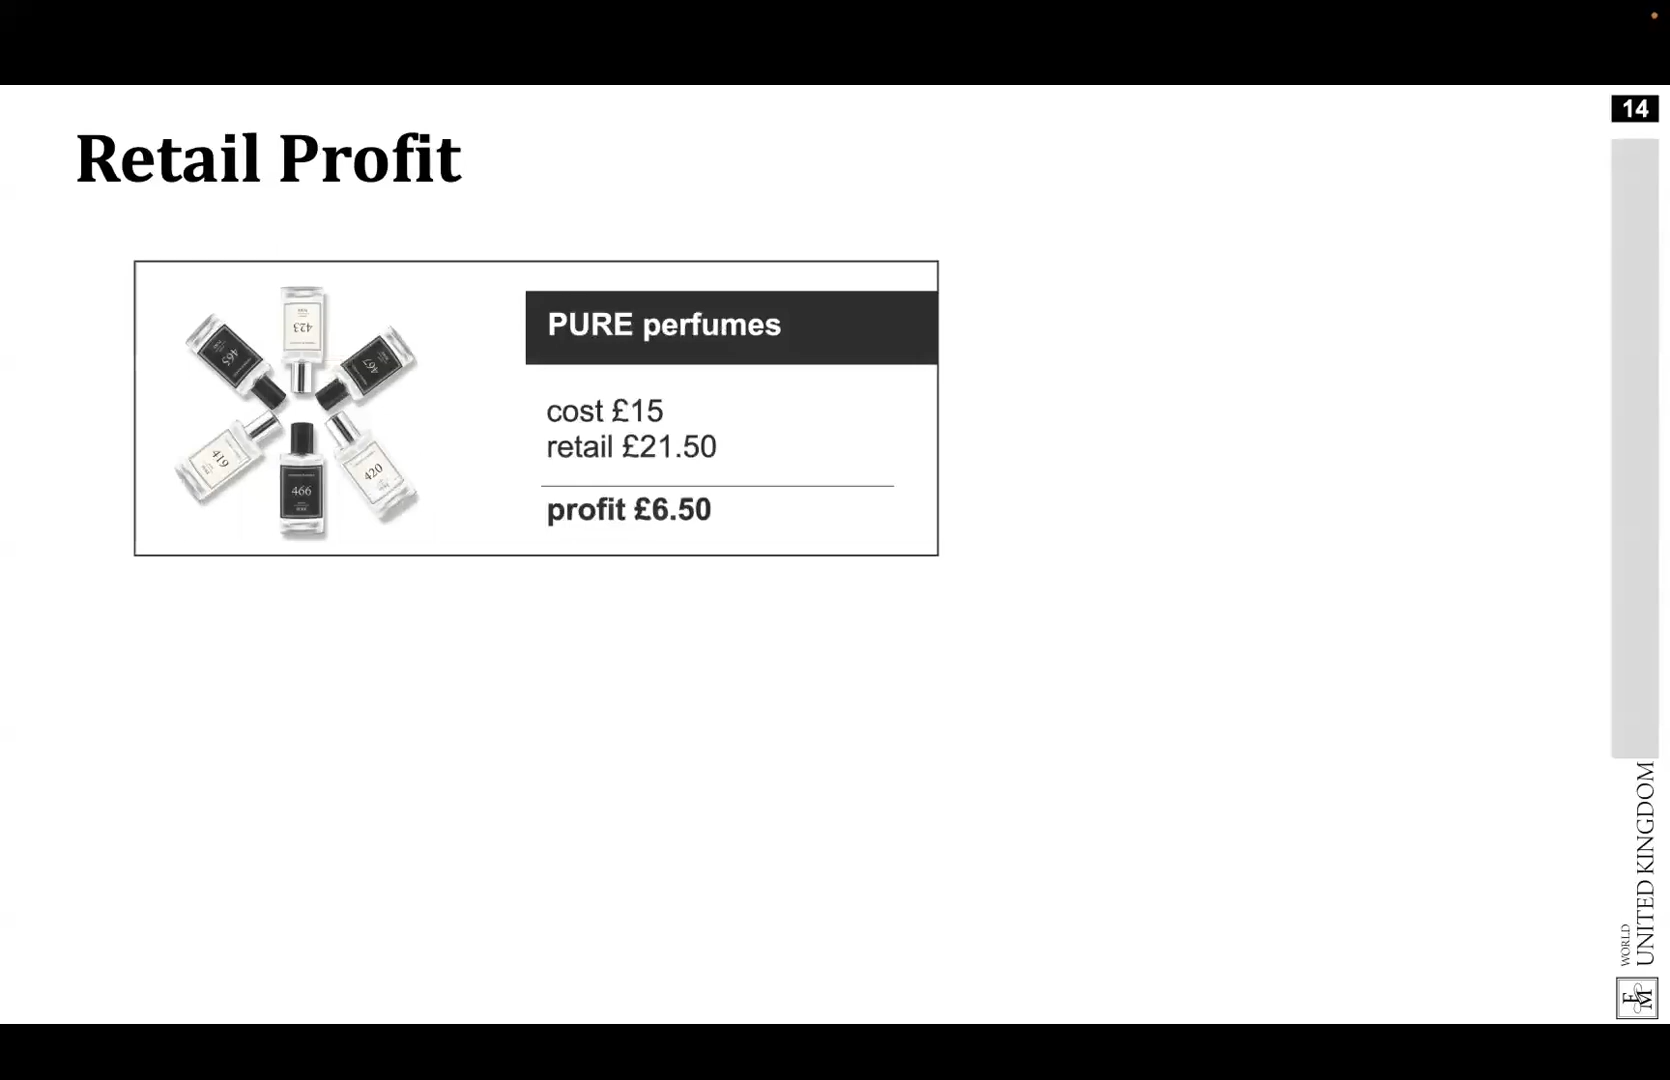 14
Retail Profit
PURE perfumes
cost £15
retail £21.50
profit £6.50
423
465
467
419
420
466
WORLD
UNITED KINGDOM
FM